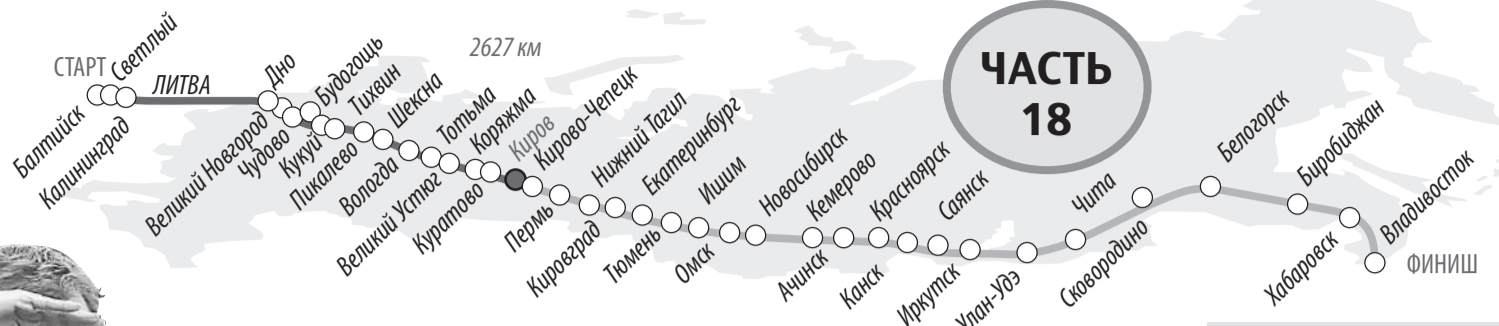 СТАРТ
Балтийск
Светлый
Калининград
ЛИТВА
Дно
Великий Новгород
Чудово
Будогощь
Кукуй
Тихвин
Пикалево
Шексна
Вологда
Тотьма
Великий Устюг
Коряжма
Куратово
Киров
Кирово-Чепецк
2627 км
Пермь
Кировград
Нижний Тагил
Екатеринбург
Тюмень
Ишим
Омск
Новосибирск
Кемерово
Ачинск
Красноярск
Канск
Саянск
Иркутск
Улан-Удэ
Чита
Сковородино
Белогорск
Биробиджан
Хабаровск
Владивосток
ФИНИШ
ЧАСТЬ
18